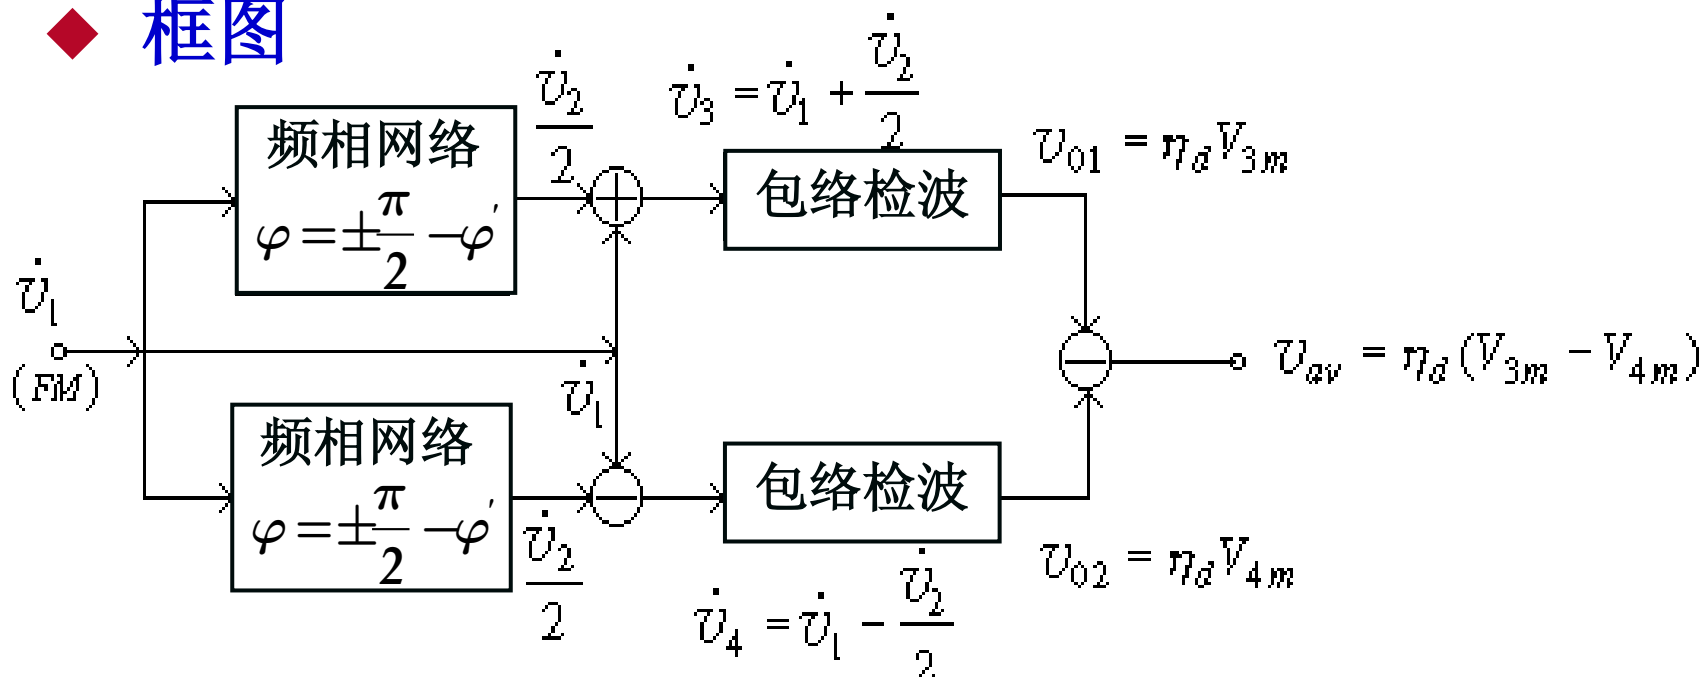 框图
v̇₂/2
v̇₃ = v̇₁ + v̇₂/2
频相网络
φ = ±π/2 − φ'
包络检波
v₀₁ = η_d V₃ₘ
v̇₁
(FM)
v̇₁
v_av = η_d (V₃ₘ − V₄ₘ)
频相网络
φ = ±π/2 − φ'
包络检波
v̇₂/2
v₀₂ = η_d V₄ₘ
v̇₄ = v̇₁ − v̇₂/2